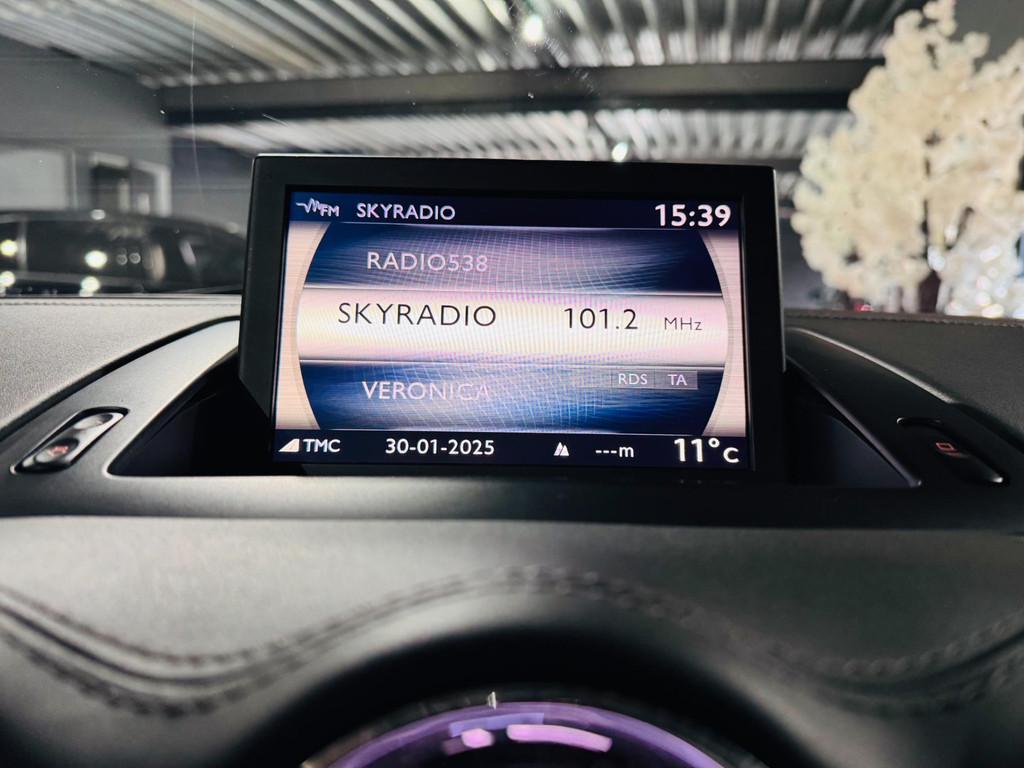 FM SKYRADIO 15:39
RADIO538
SKYRADIO 101.2 MHz
RDS TA
VERONICA
TMC 30-01-2025 ---m 11°C